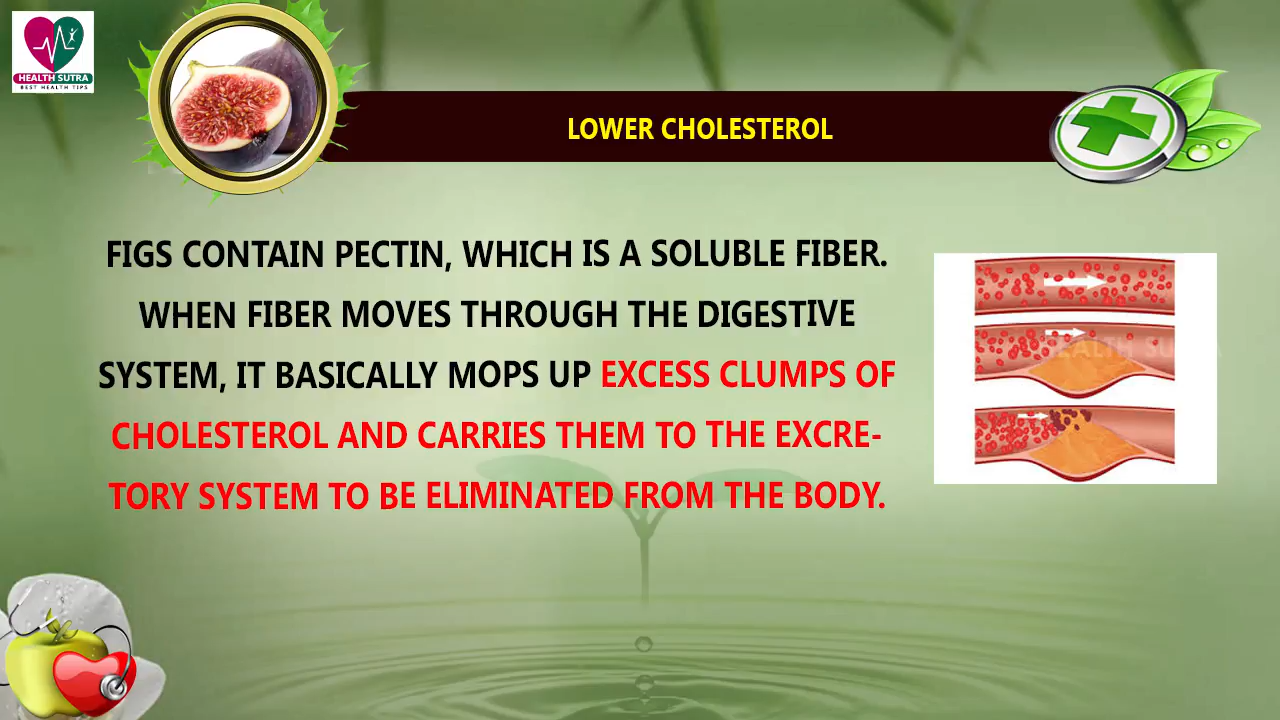 HEALTH SUTRA
BEST HEALTH TIPS
LOWER CHOLESTEROL
FIGS CONTAIN PECTIN, WHICH IS A SOLUBLE FIBER.
WHEN FIBER MOVES THROUGH THE DIGESTIVE
SYSTEM, IT BASICALLY MOPS UP EXCESS CLUMPS OF
CHOLESTEROL AND CARRIES THEM TO THE EXCRE-
TORY SYSTEM TO BE ELIMINATED FROM THE BODY.
HEALTH SUTRA